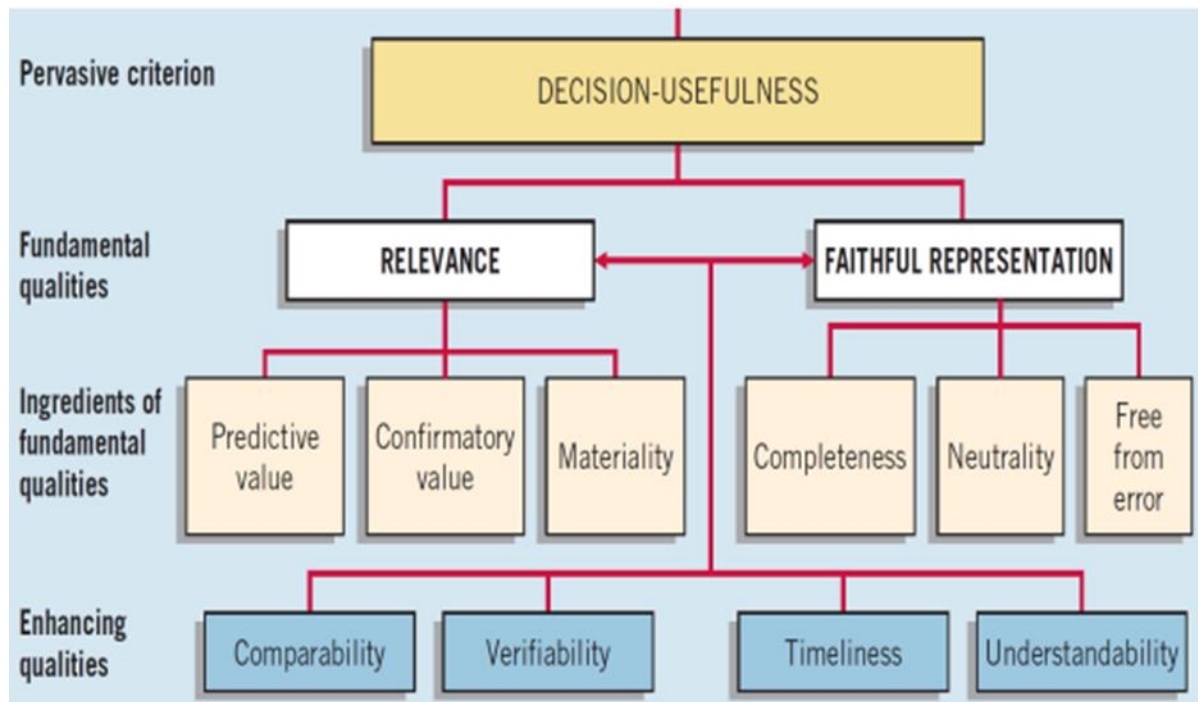 Pervasive criterion
DECISION-USEFULNESS
Fundamental
qualities
RELEVANCE
FAITHFUL REPRESENTATION
Ingredients of
fundamental
qualities
Predictive
value
Confirmatory
value
Materiality
Completeness
Neutrality
Free
from
error
Enhancing
qualities
Comparability
Verifiability
Timeliness
Understandability